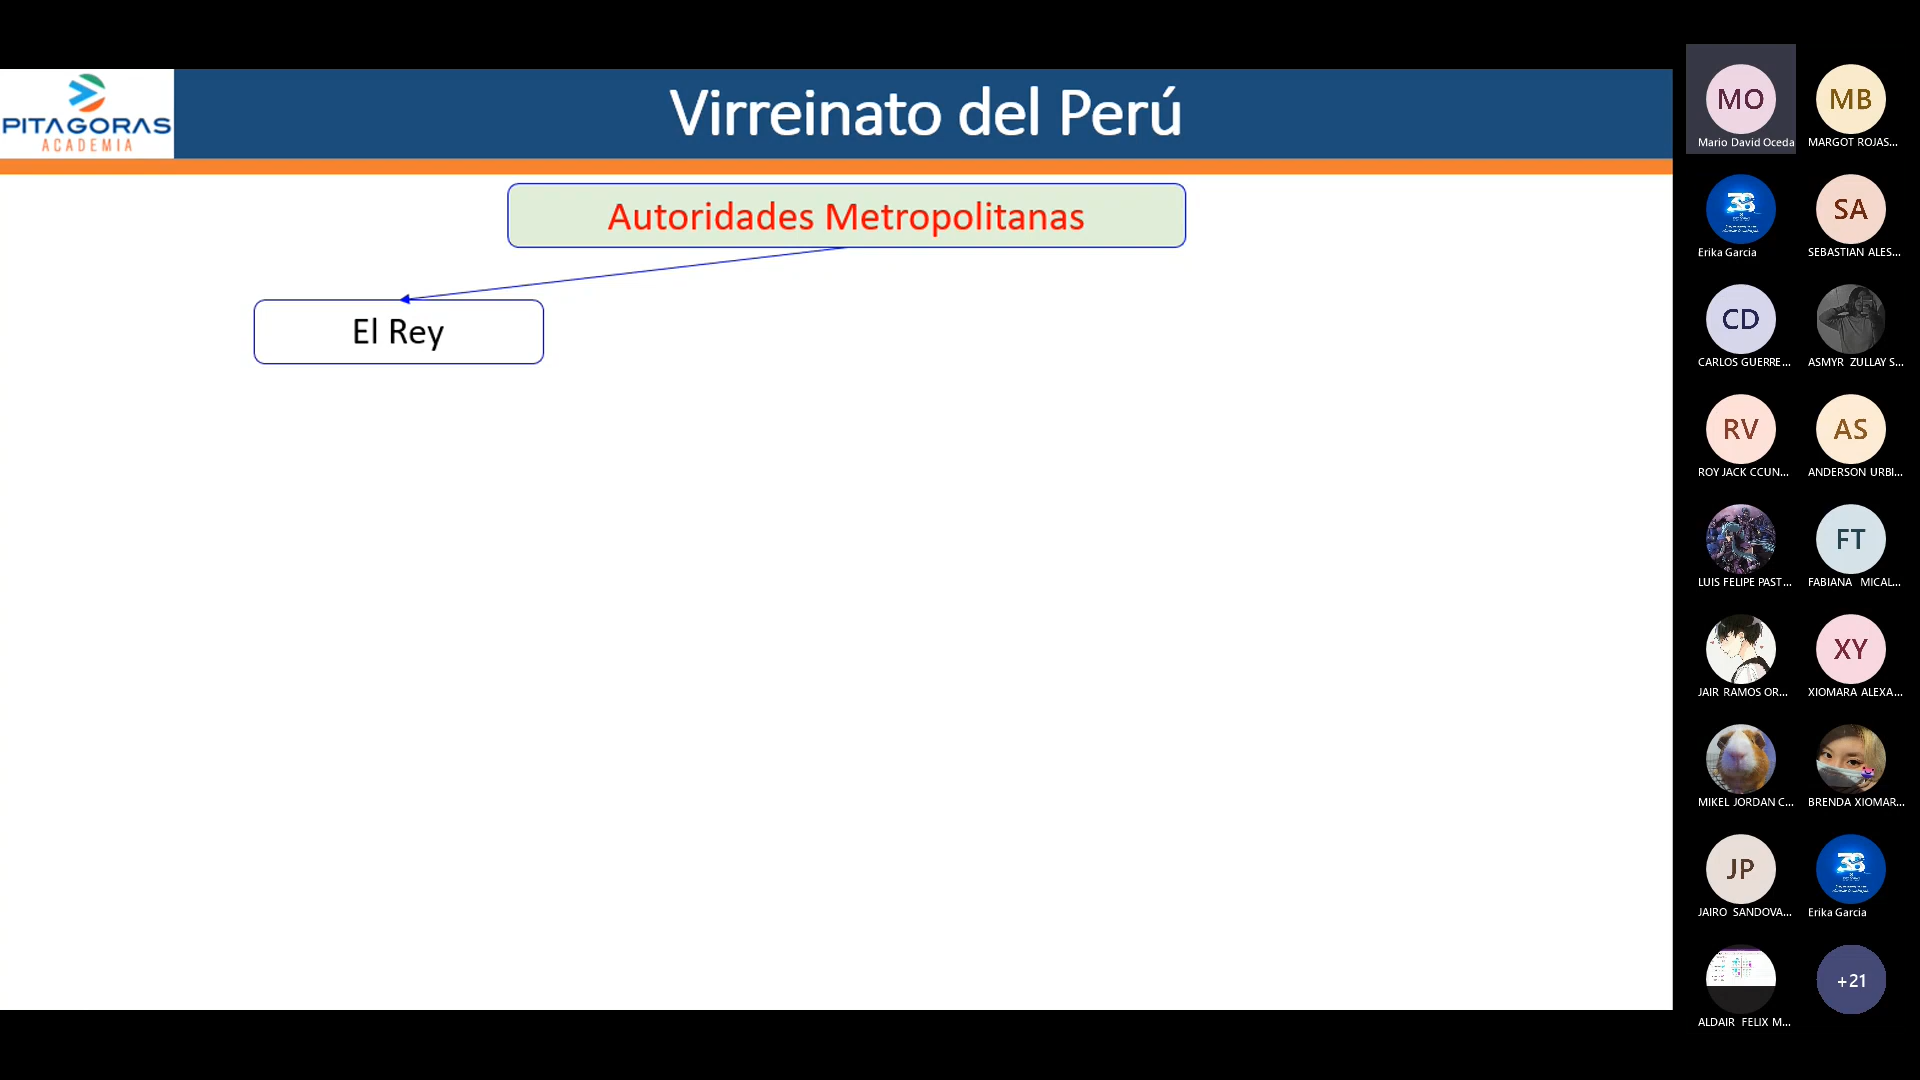 PITAGORAS
ACADEMIA
Virreinato del Perú
Autoridades Metropolitanas
El Rey
MO
Mario David Oceda
MB
MARGOT ROJAS...
38
Erika Garcia
SA
SEBASTIAN ALES...
CD
CARLOS GUERRE...
ASMYR ZULLAY S...
RV
ROY JACK CCUN...
AS
ANDERSON URBI...
LUIS FELIPE PAST...
FT
FABIANA MICAL...
JAIR RAMOS OR...
XY
XIOMARA ALEXA...
MIKEL JORDAN C...
BRENDA XIOMAR...
JP
JAIRO SANDOVA...
38
Erika Garcia
ALDAIR FELIX M...
+21